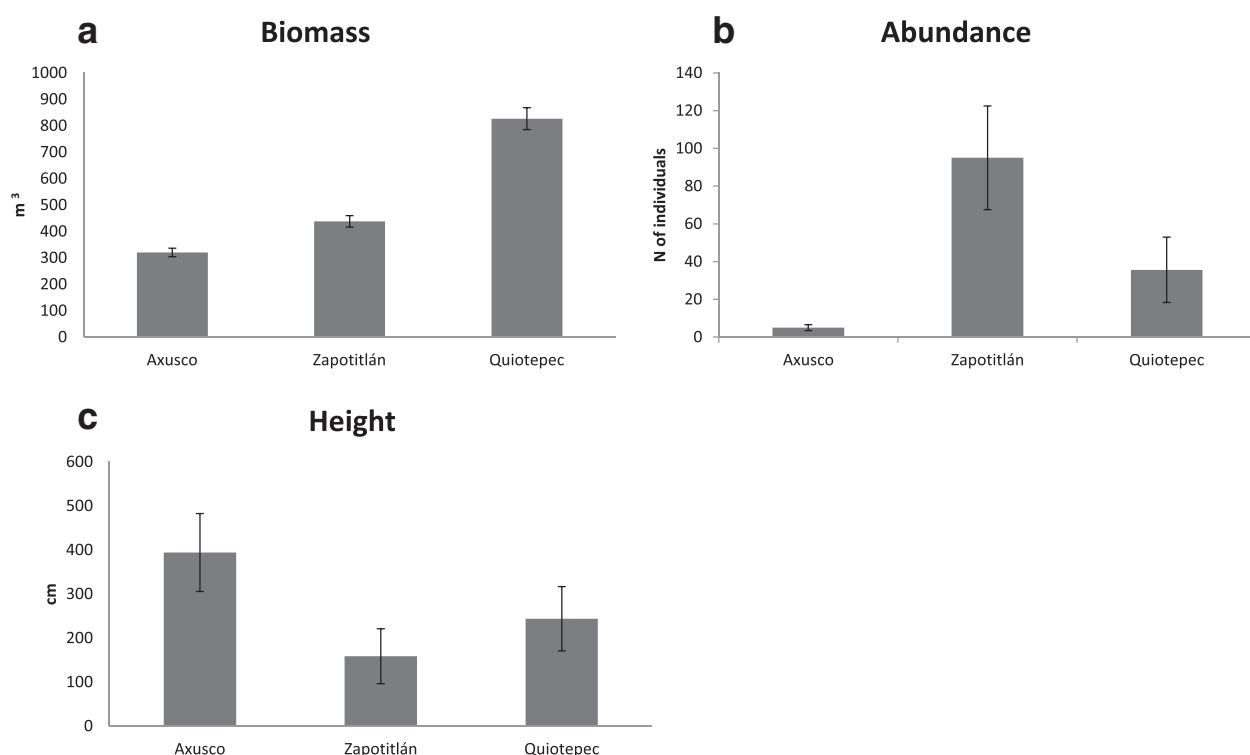 a
Biomass
1000
900
800
700
600
500
400
300
200
100
0
m ³
Axusco Zapotitlán Quiotepec
b
Abundance
140
120
100
80
60
40
20
0
N of individuals
Axusco Zapotitlán Quiotepec
c
Height
600
500
400
300
200
100
0
cm
Axusco Zapotitlán Quiotepec